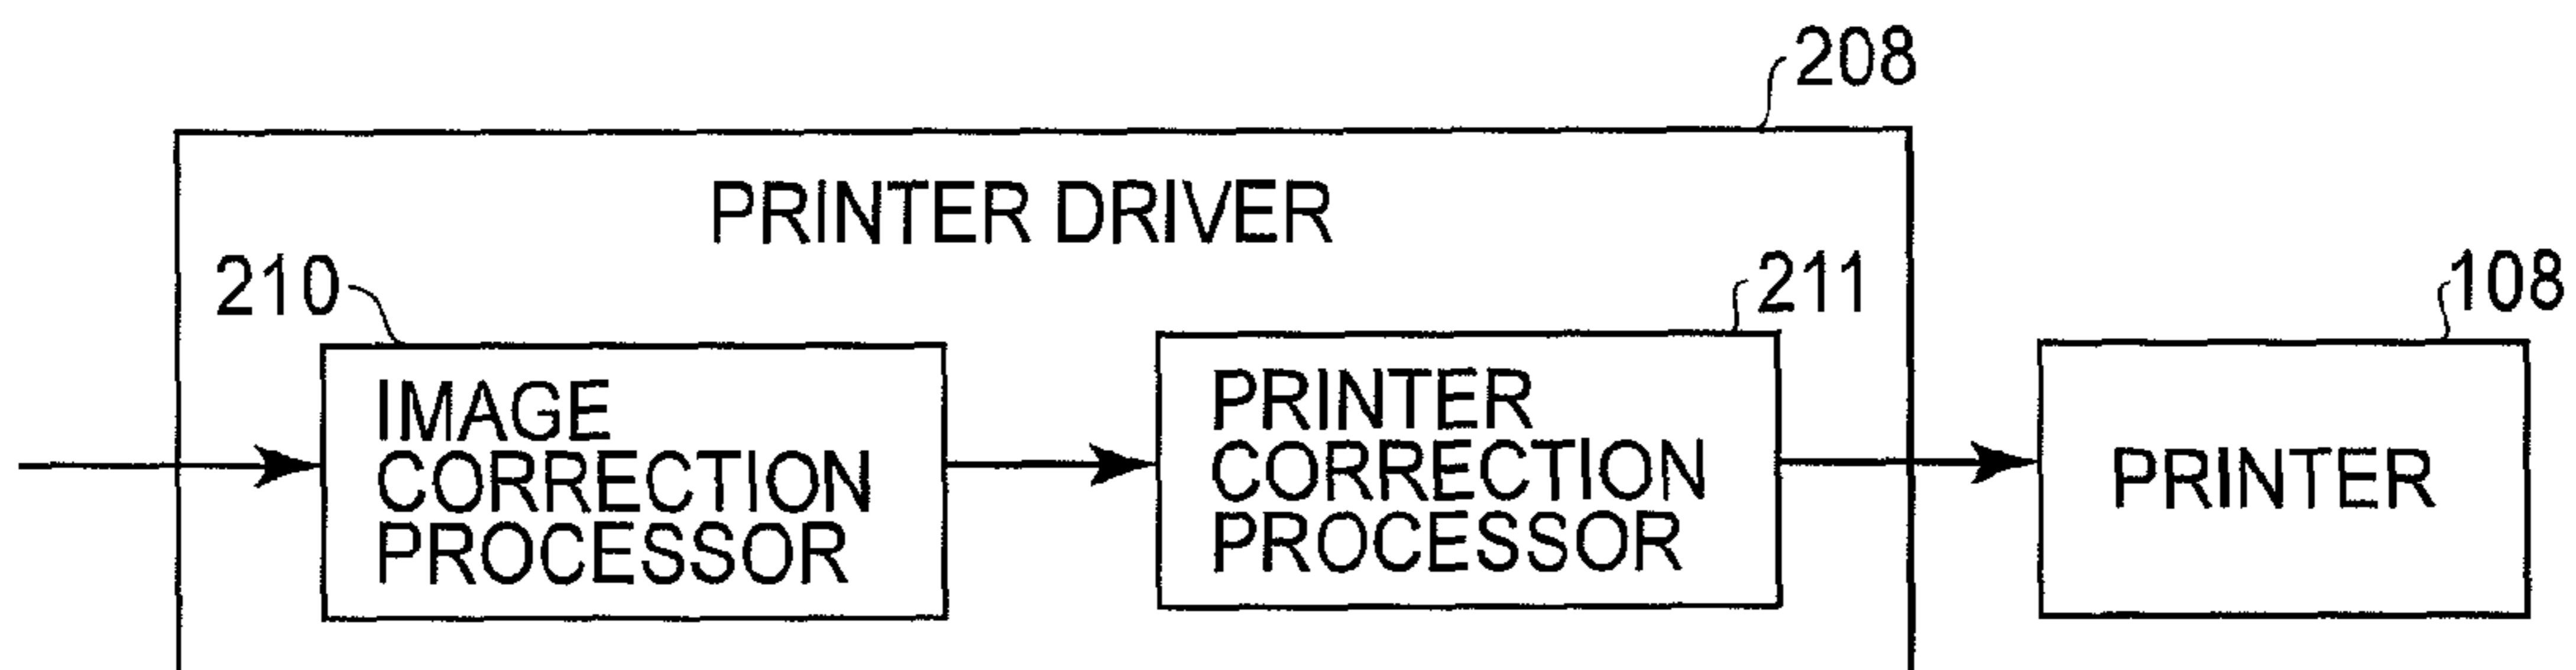 208
PRINTER DRIVER
210
211
108
IMAGE
CORRECTION
PROCESSOR
PRINTER
CORRECTION
PROCESSOR
PRINTER